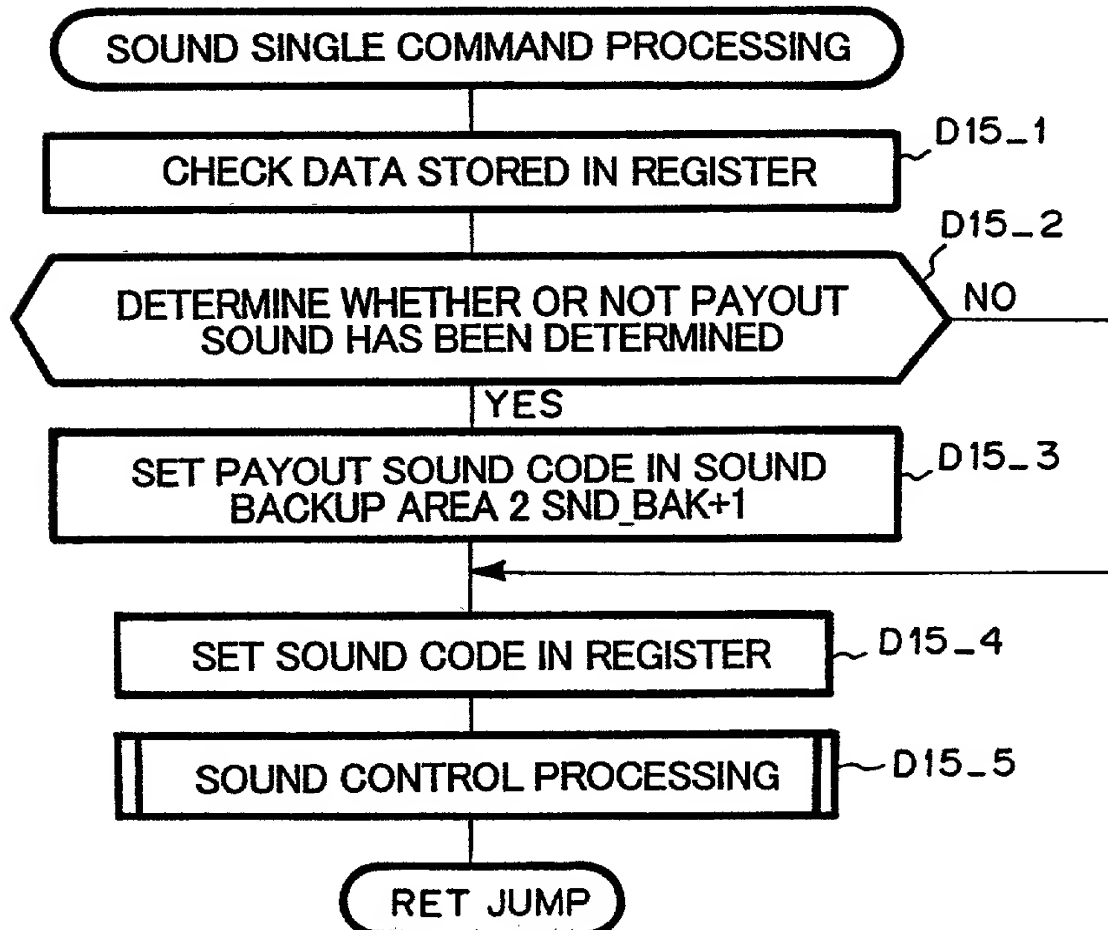 SOUND SINGLE COMMAND PROCESSING
D15_1
CHECK DATA STORED IN REGISTER
D15_2
DETERMINE WHETHER OR NOT PAYOUT
SOUND HAS BEEN DETERMINED
NO
YES
D15_3
SET PAYOUT SOUND CODE IN SOUND
BACKUP AREA 2 SND_BAK+1
SET SOUND CODE IN REGISTER
D15_4
SOUND CONTROL PROCESSING
D15_5
RET JUMP